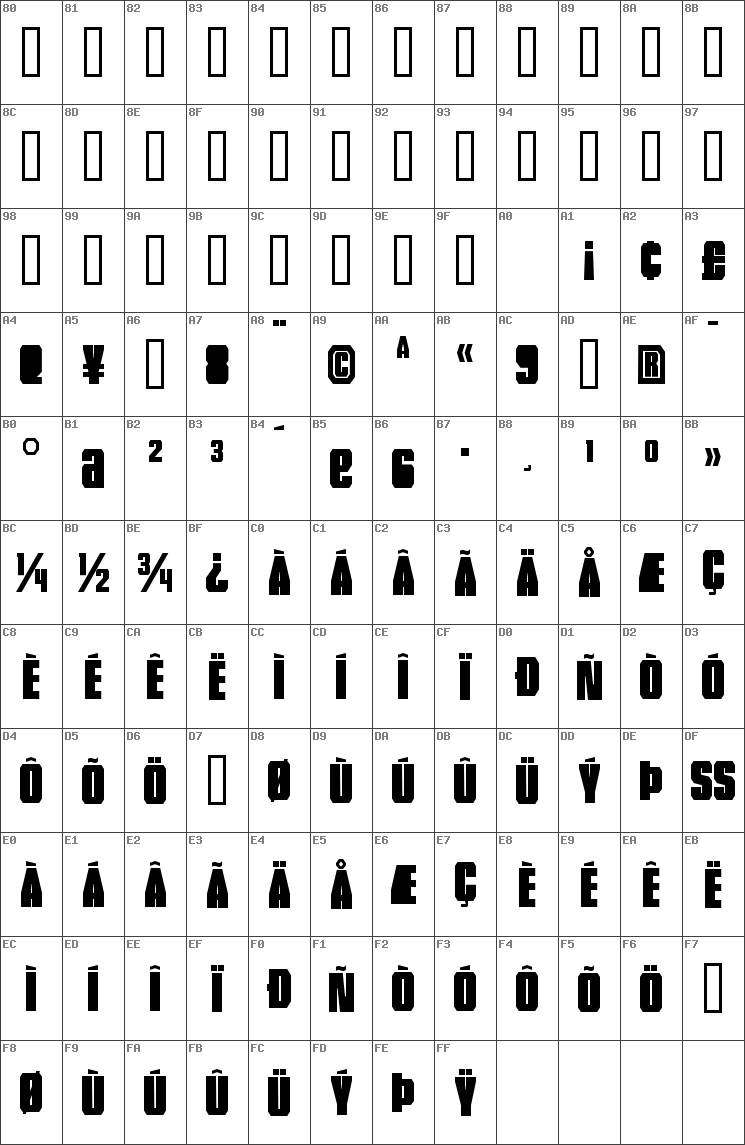 80 81 82 83 84 85 86 87 88 89 8A 8B
8C 8D 8E 8F 90 91 92 93 94 95 96 97
98 99 9A 9B 9C 9D 9E 9F A0 A1 A2 A3
¡ ¢ £
A4 A5 A6 A7 A8 A9 AA AB AC AD AE AF
¥ 8 ¨ © A « 9 ® ¯
B0 B1 B2 B3 B4 B5 B6 B7 B8 B9 BA BB
° a ² ³ ´ e 6 · ¸ ¹ º »
BC BD BE BF C0 C1 C2 C3 C4 C5 C6 C7
¼ ½ ¾ ¿ À Á Â Ã Ä Å Æ Ç
C8 C9 CA CB CC CD CE CF D0 D1 D2 D3
È É Ê Ë Ì Í Î Ï Ð Ñ Ò Ó
D4 D5 D6 D7 D8 D9 DA DB DC DD DE DF
Ô Õ Ö Ø Ù Ú Û Ü Ý Þ SS
E0 E1 E2 E3 E4 E5 E6 E7 E8 E9 EA EB
À Á Â Ã Ä Å Æ Ç È É Ê Ë
EC ED EE EF F0 F1 F2 F3 F4 F5 F6 F7
Ì Í Î Ï Ð Ñ Ò Ó Ô Õ Ö
F8 F9 FA FB FC FD FE FF
Ø Ù Ú Û Ü Ý Þ Ÿ